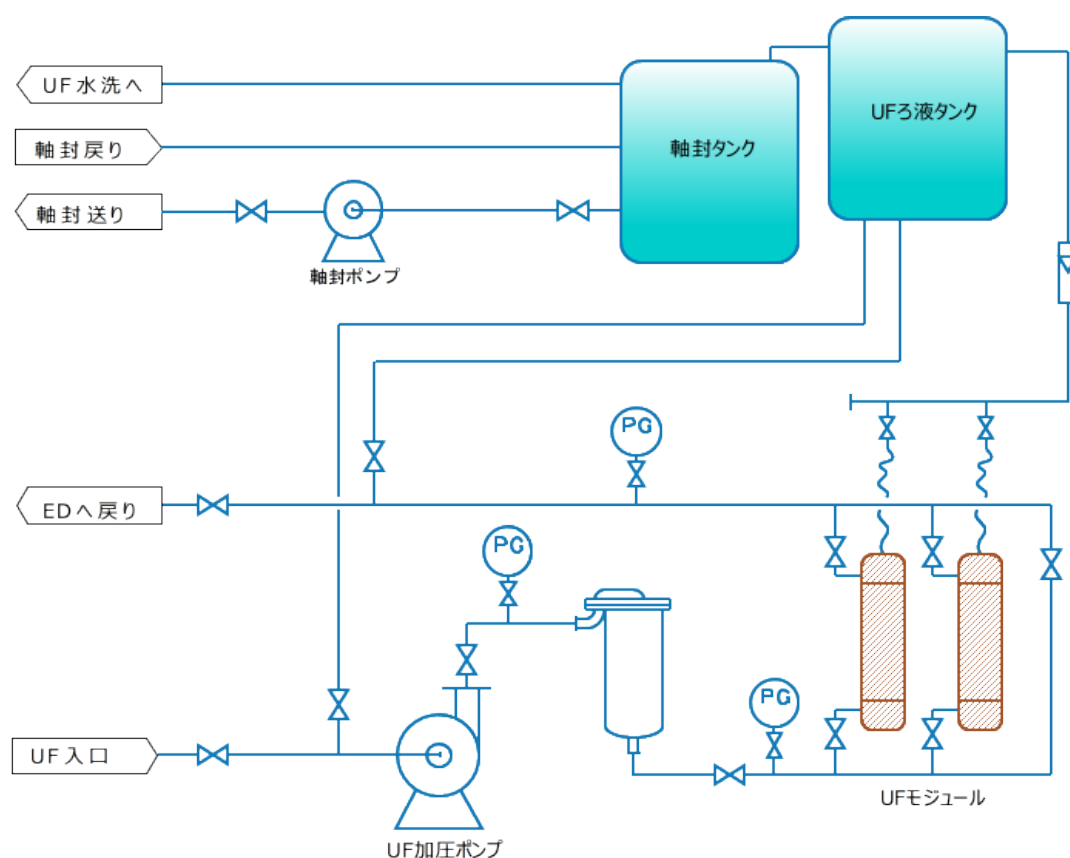 UF水洗へ
軸封戻り
軸封送り
軸封ポンプ
軸封タンク
UFろ液タンク
PG
EDへ戻り
PG
PG
UF入口
UF加圧ポンプ
UFモジュール